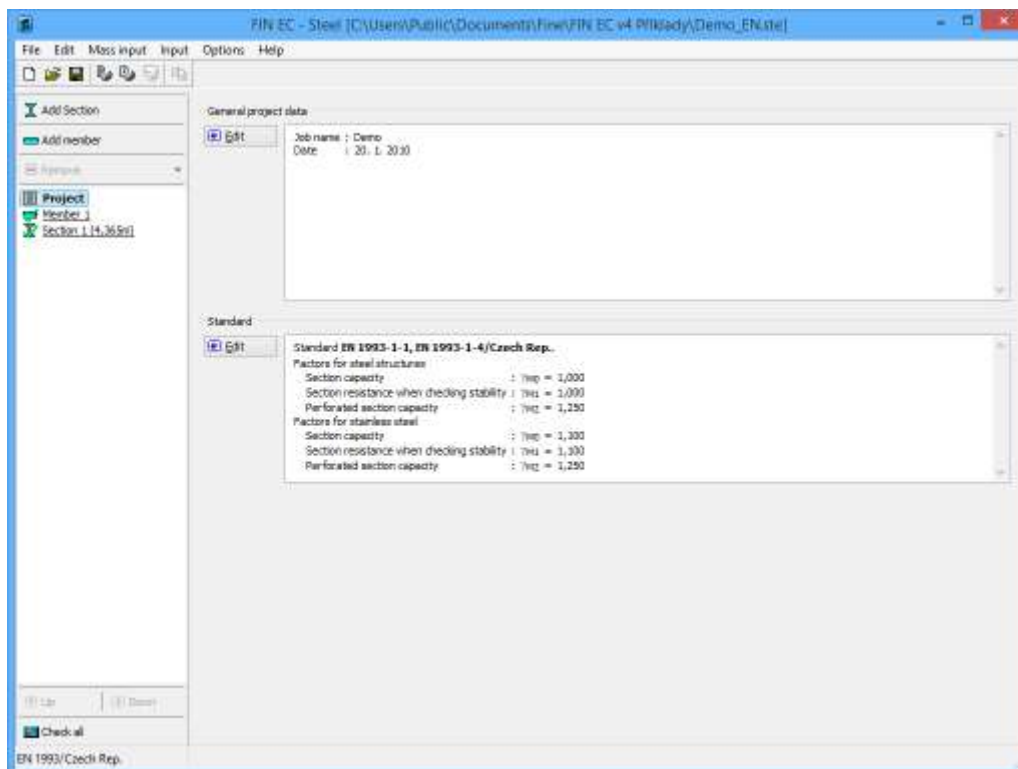 FIN EC - Steel [C:\Users\Public\Documents\Fine\FIN EC v4 Příklady\Demo_EN.ste]
File Edit Mass input Input Options Help
Add Section
Add member
Remove
Project
Member 1
Section 1 [4,365m]
General project data
Edit
Job name : Demo
Date : 20. 1. 2010
Standard
Edit
Standard EN 1993-1-1, EN 1993-1-4/Czech Rep..
Factors for steel structures
Section capacity : γM0 = 1,000
Section resistance when checking stability : γM1 = 1,000
Perforated section capacity : γM2 = 1,250
Factors for stainless steel
Section capacity : γM0 = 1,100
Section resistance when checking stability : γM1 = 1,100
Perforated section capacity : γM2 = 1,250
Up Down
Check all
EN 1993/Czech Rep.